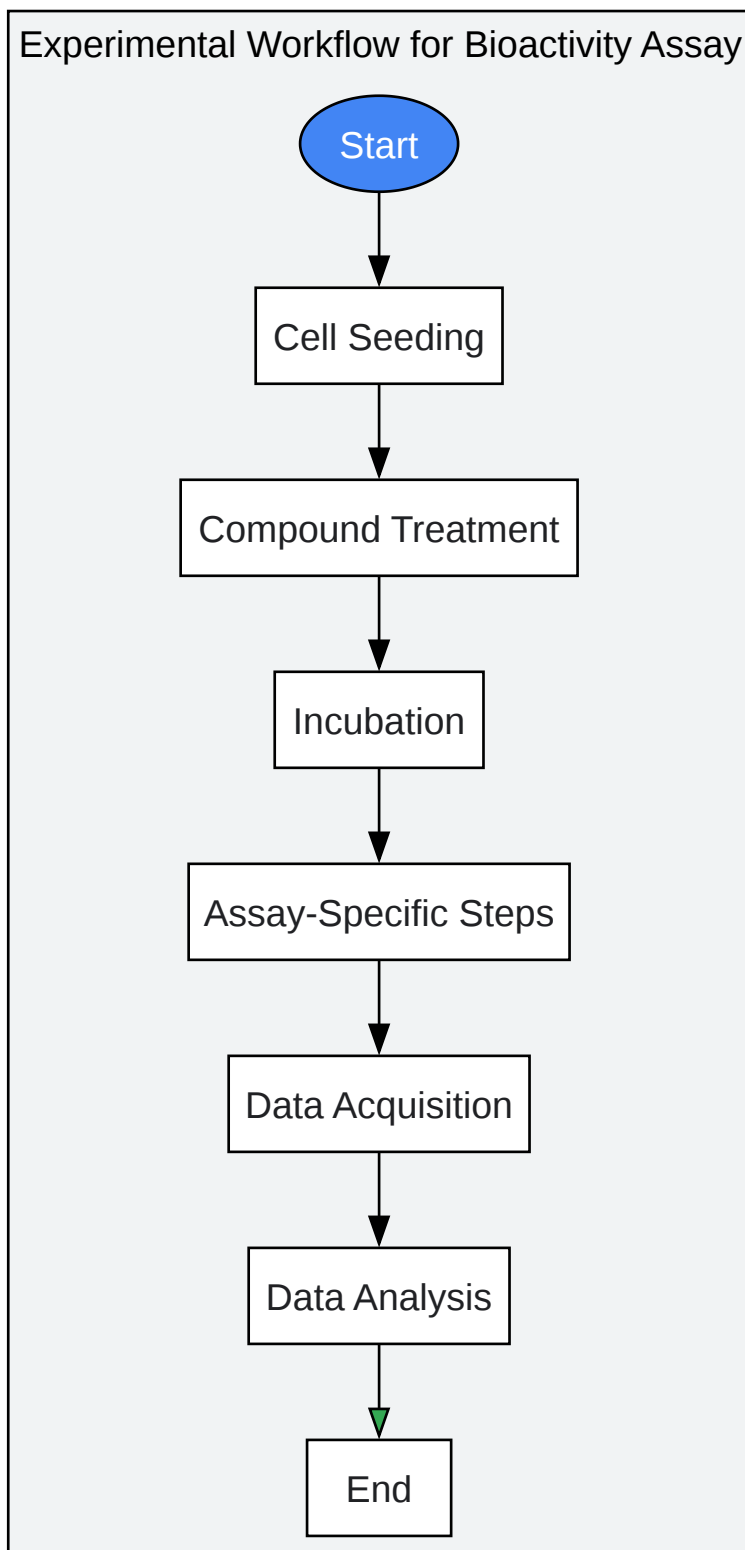 Experimental Workflow for Bioactivity Assay
Start
Cell Seeding
Compound Treatment
Incubation
Assay-Specific Steps
Data Acquisition
Data Analysis
End